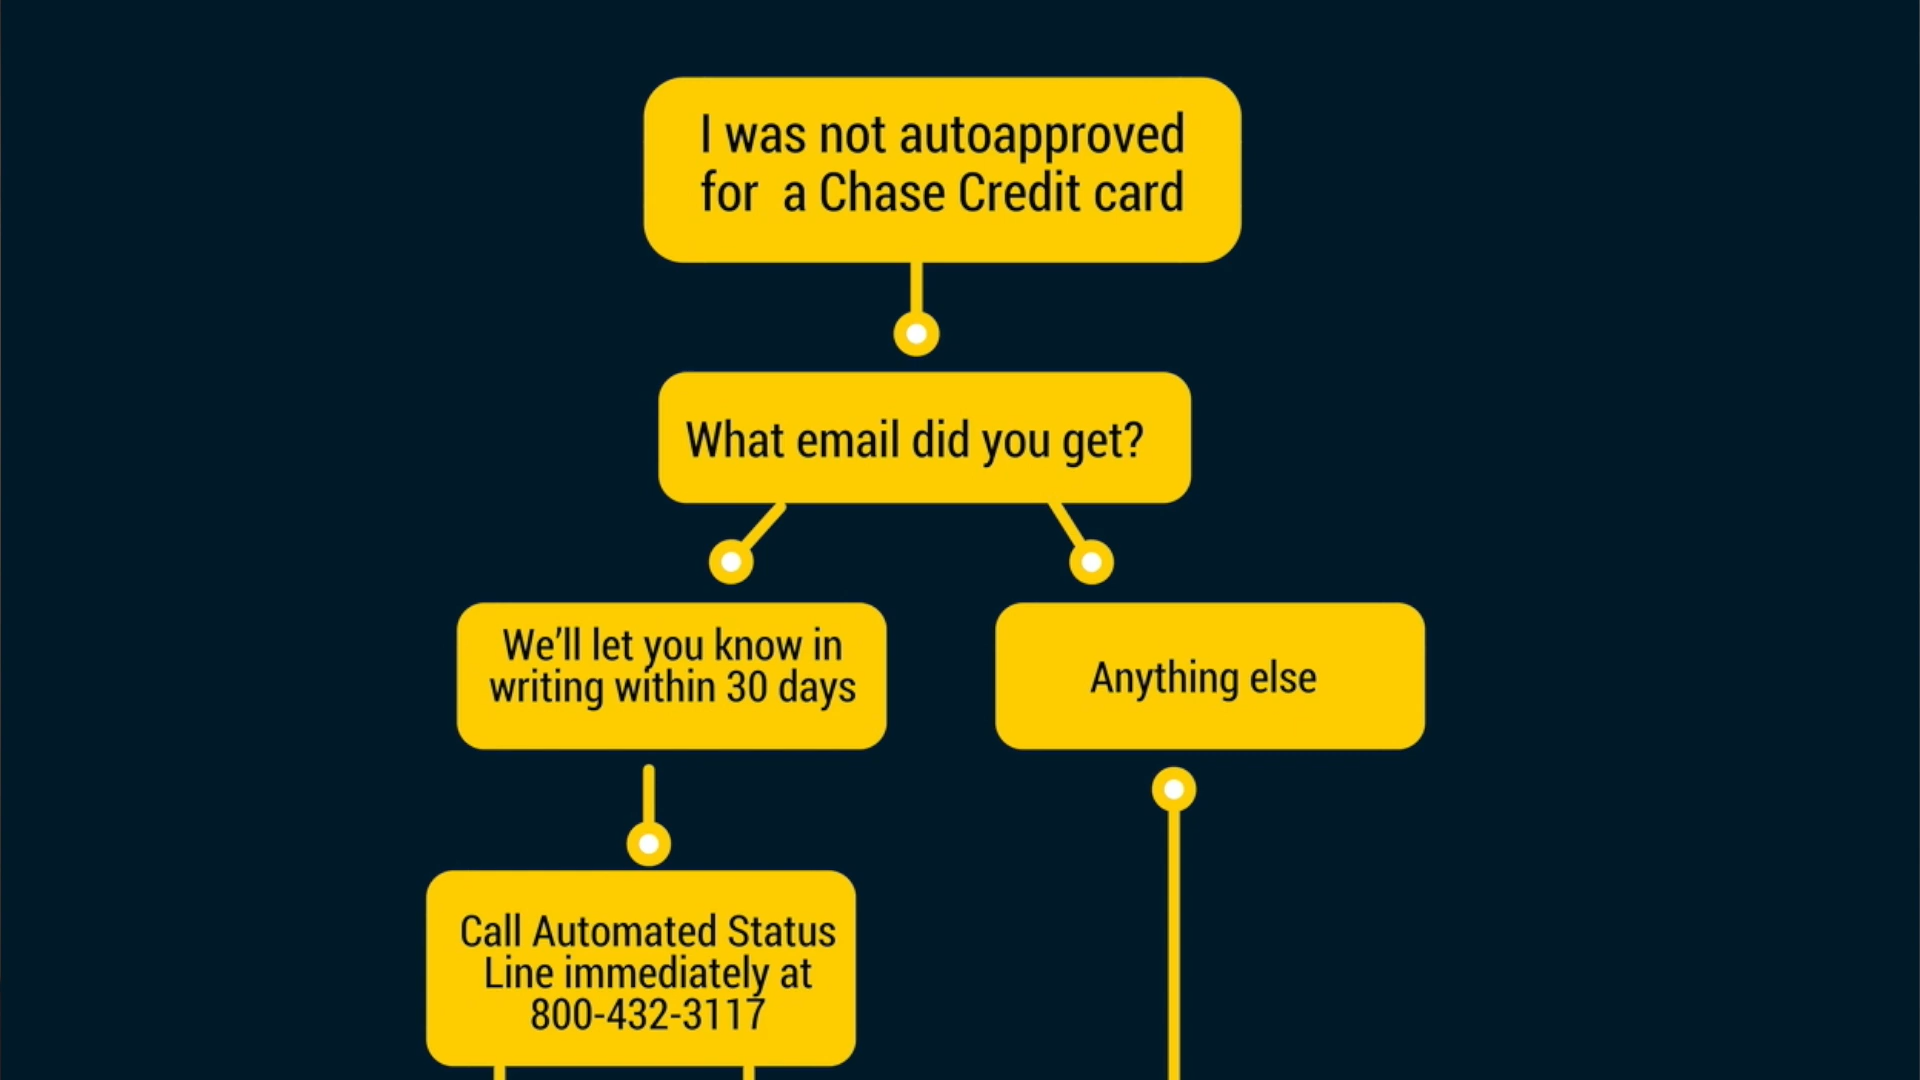 I was not autoapproved
for a Chase Credit card
What email did you get?
We'll let you know in
writing within 30 days
Anything else
Call Automated Status
Line immediately at
800-432-3117